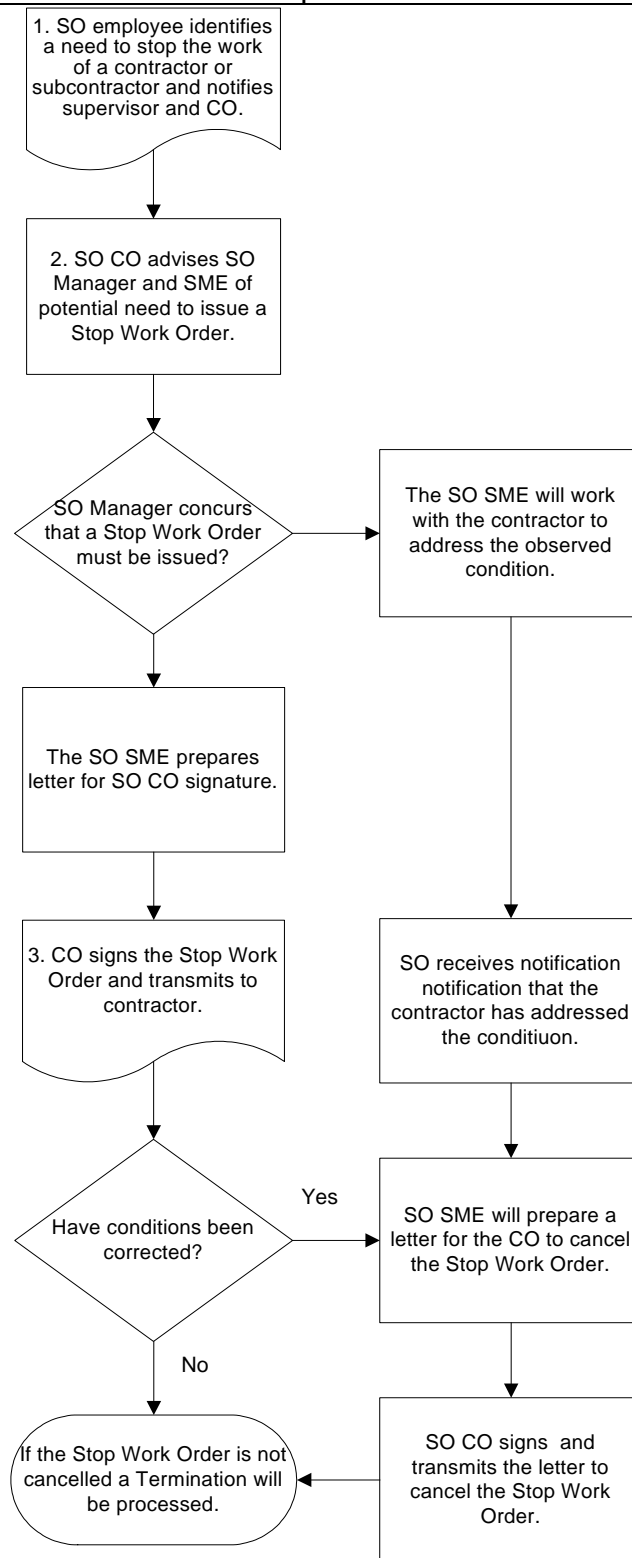 1. SO employee identifies
a need to stop the work
of a contractor or
subcontractor and notifies
supervisor and CO.
2. SO CO advises SO
Manager and SME of
potential need to issue a
Stop Work Order.
SO Manager concurs
that a Stop Work Order
must be issued?
The SO SME will work
with the contractor to
address the observed
condition.
The SO SME prepares
letter for SO CO signature.
3. CO signs the Stop Work
Order and transmits to
contractor.
SO receives notification
notification that the
contractor has addressed
the conditiuon.
Have conditions been
corrected?
Yes
SO SME will prepare a
letter for the CO to cancel
the Stop Work Order.
No
If the Stop Work Order is not
cancelled a Termination will
be processed.
SO CO signs and
transmits the letter to
cancel the Stop Work
Order.